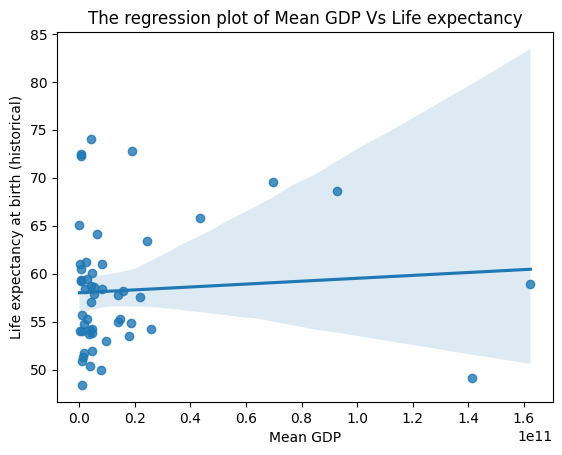 The regression plot of Mean GDP Vs Life expectancy
Life expectancy at birth (historical)
85
80
75
70
65
60
55
50
0.0 0.2 0.4 0.6 0.8 1.0 1.2 1.4 1.6
1e11
Mean GDP